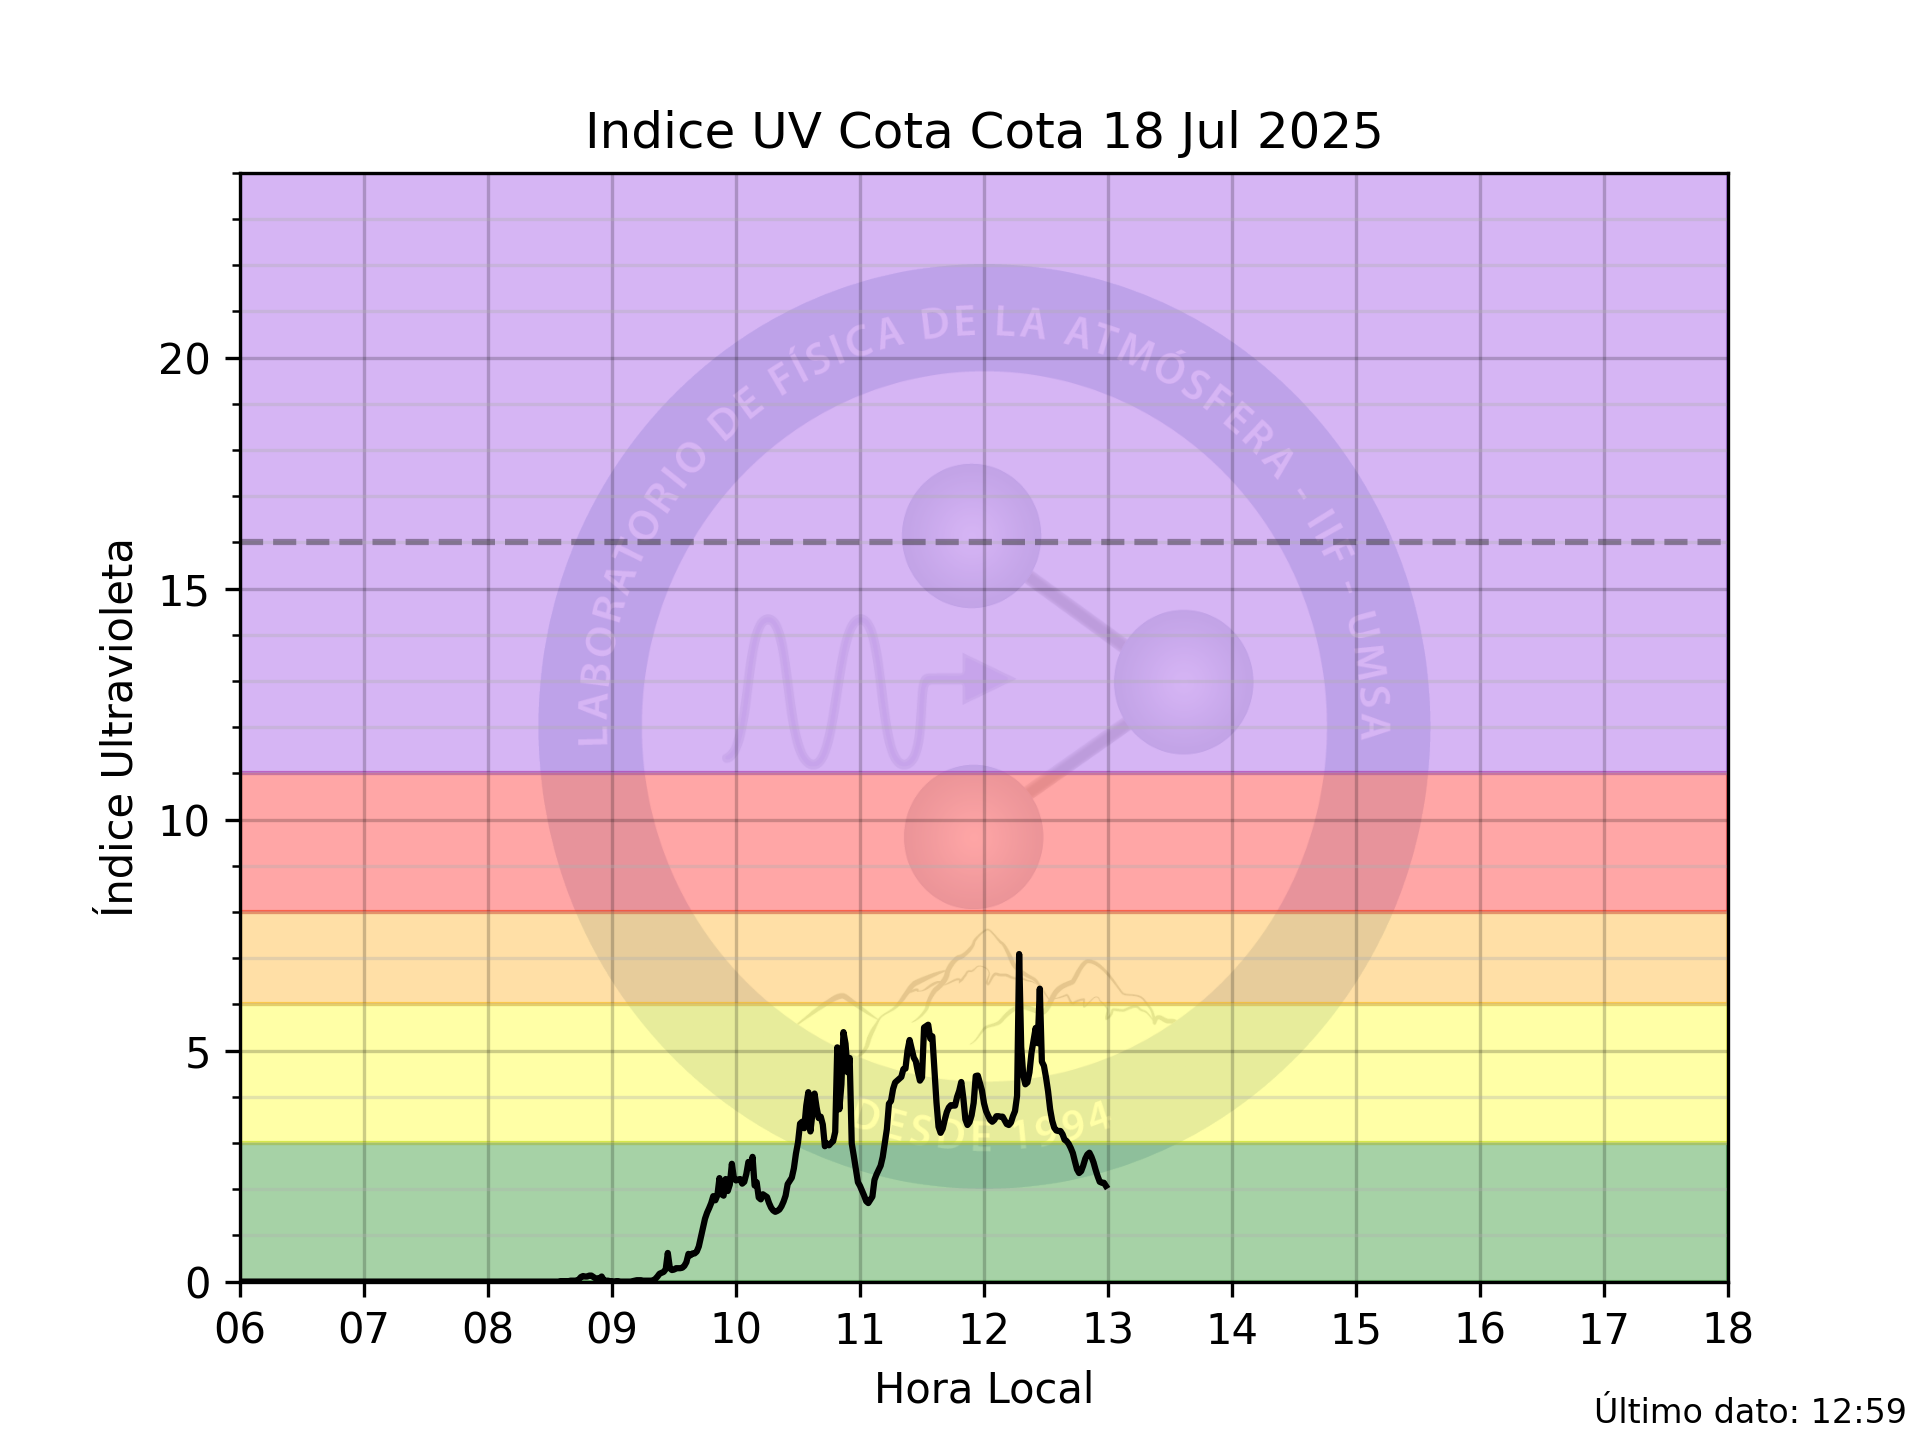 Indice UV Cota Cota 18 Jul 2025
Índice Ultravioleta
20
15
10
5
0
LABORATORIO DE FÍSICA DE LA ATMÓSFERA - IIF - UMSA
DESDE 1994
06 07 08 09 10 11 12 13 14 15 16 17 18
Hora Local
Último dato: 12:59